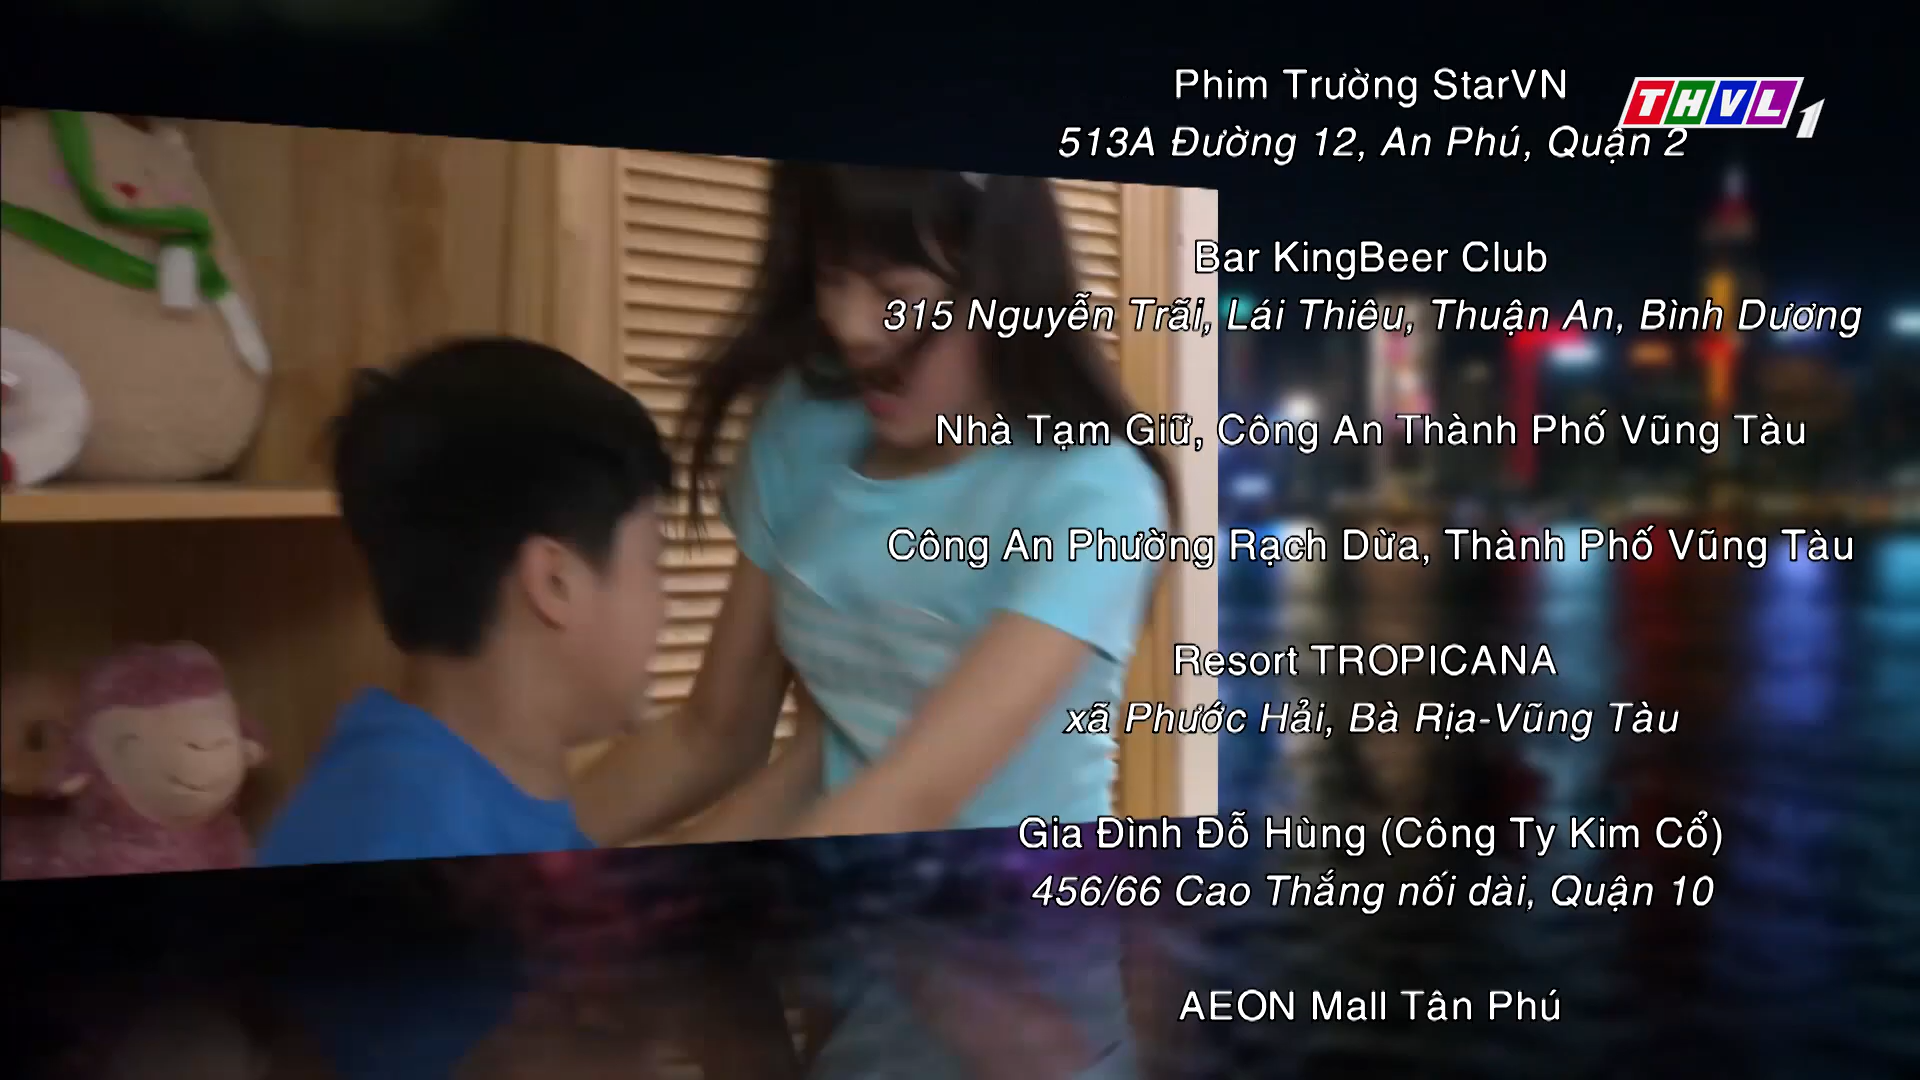 Phim Trường StarVN
THVL1
513A Đường 12, An Phú, Quận 2
Bar KingBeer Club
315 Nguyễn Trãi, Lái Thiêu, Thuận An, Bình Dương
Nhà Tạm Giữ, Công An Thành Phố Vũng Tàu
Công An Phường Rạch Dừa, Thành Phố Vũng Tàu
Resort TROPICANA
xã Phước Hải, Bà Rịa-Vũng Tàu
Gia Đình Đỗ Hùng (Công Ty Kim Cổ)
456/66 Cao Thắng nối dài, Quận 10
AEON Mall Tân Phú